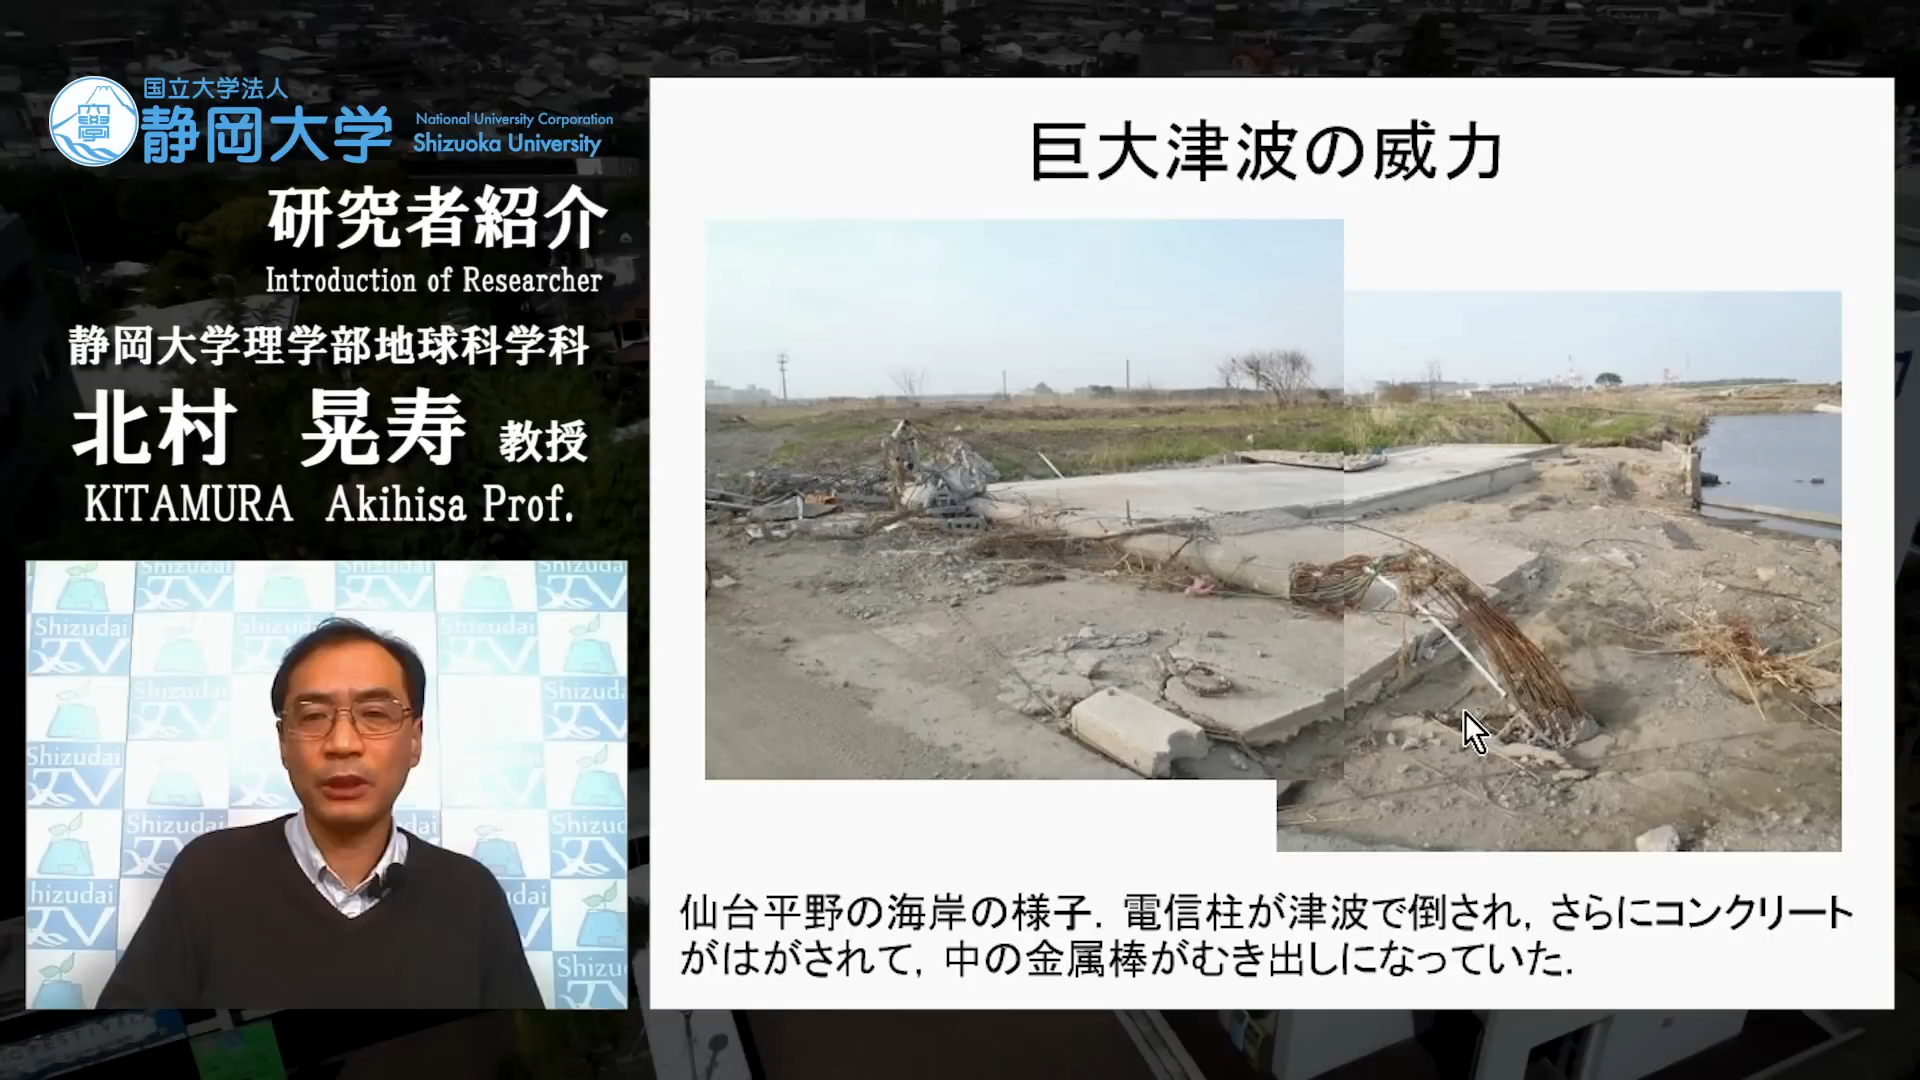 国立大学法人
静岡大学
National University Corporation
Shizuoka University
研究者紹介
Introduction of Researcher
静岡大学理学部地球科学科
北村 晃寿 教授
KITAMURA Akihisa Prof.
Shizudai TV
巨大津波の威力
仙台平野の海岸の様子. 電信柱が津波で倒され, さらにコンクリート
がはがされて, 中の金属棒がむき出しになっていた.